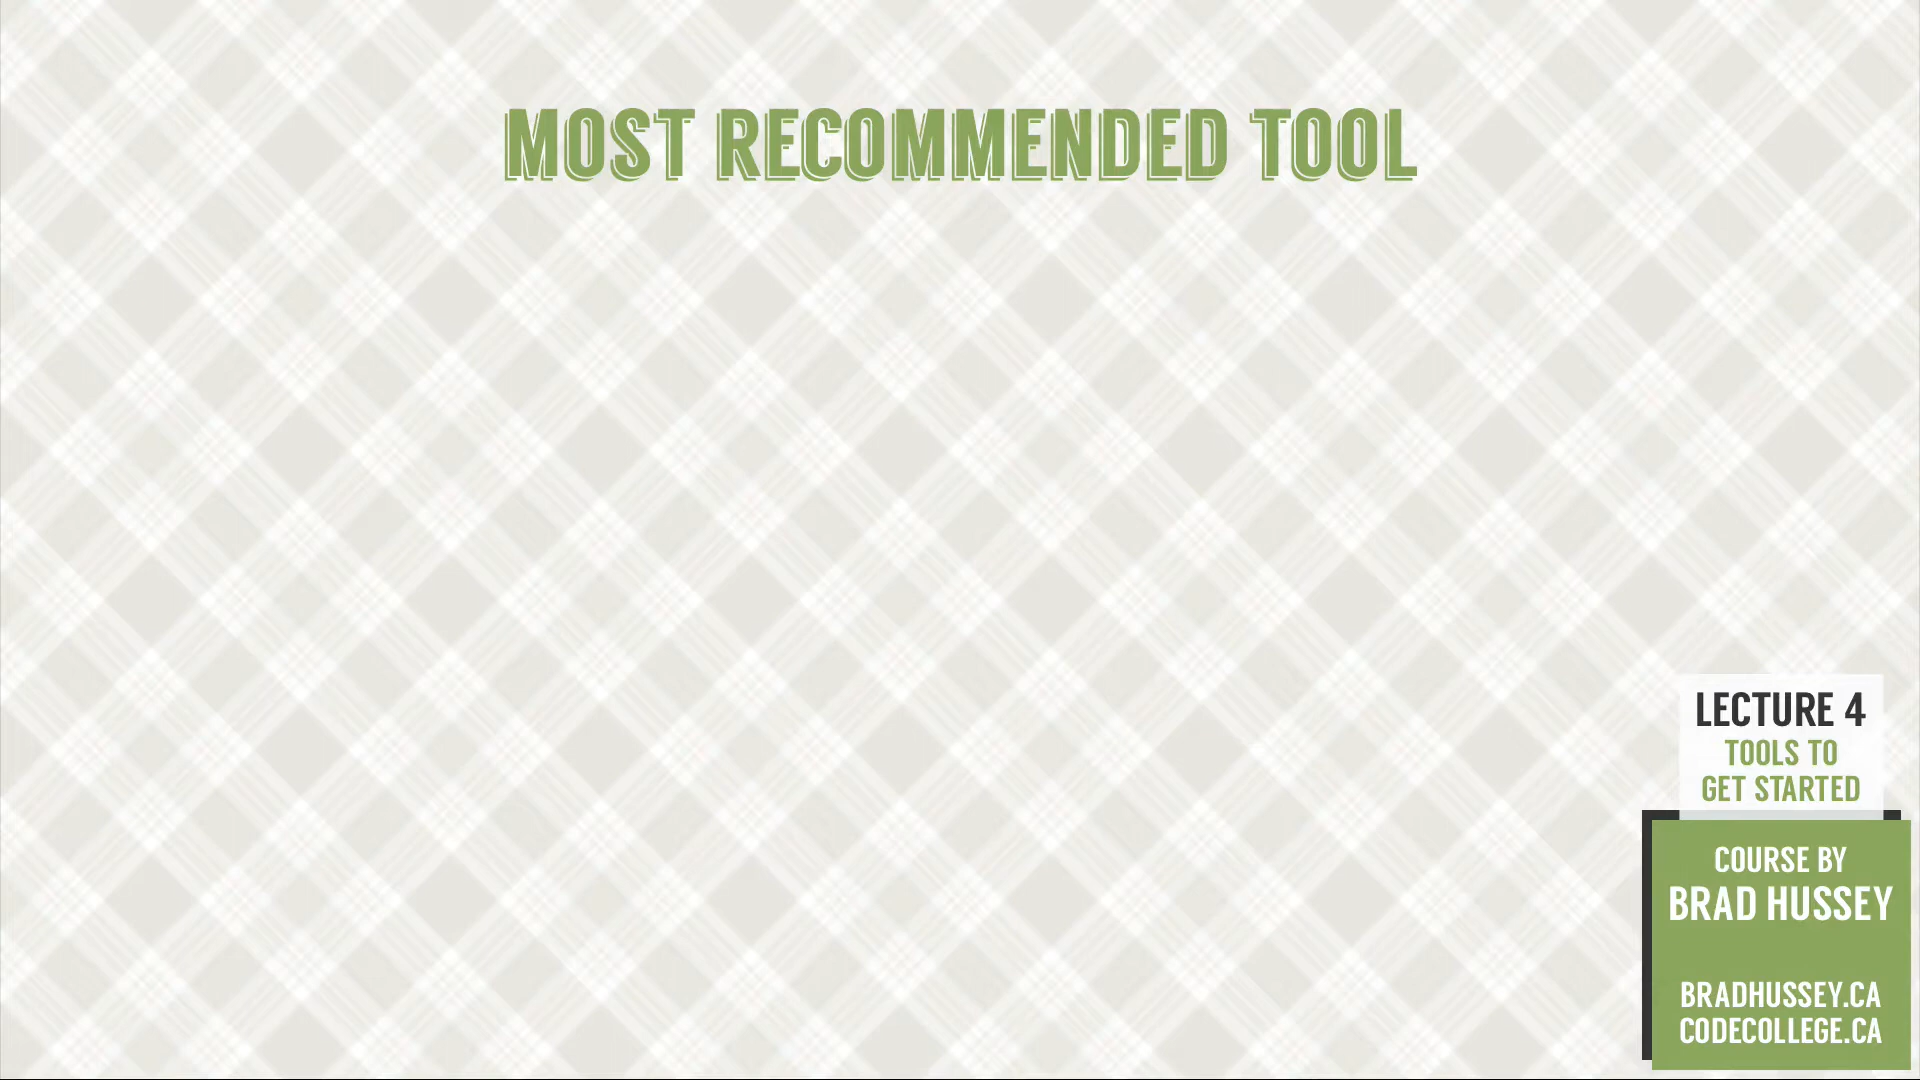 MOST RECOMMENDED TOOL
LECTURE 4
TOOLS TO
GET STARTED
COURSE BY
BRAD HUSSEY
BRADHUSSEY.CA
CODECOLLEGE.CA